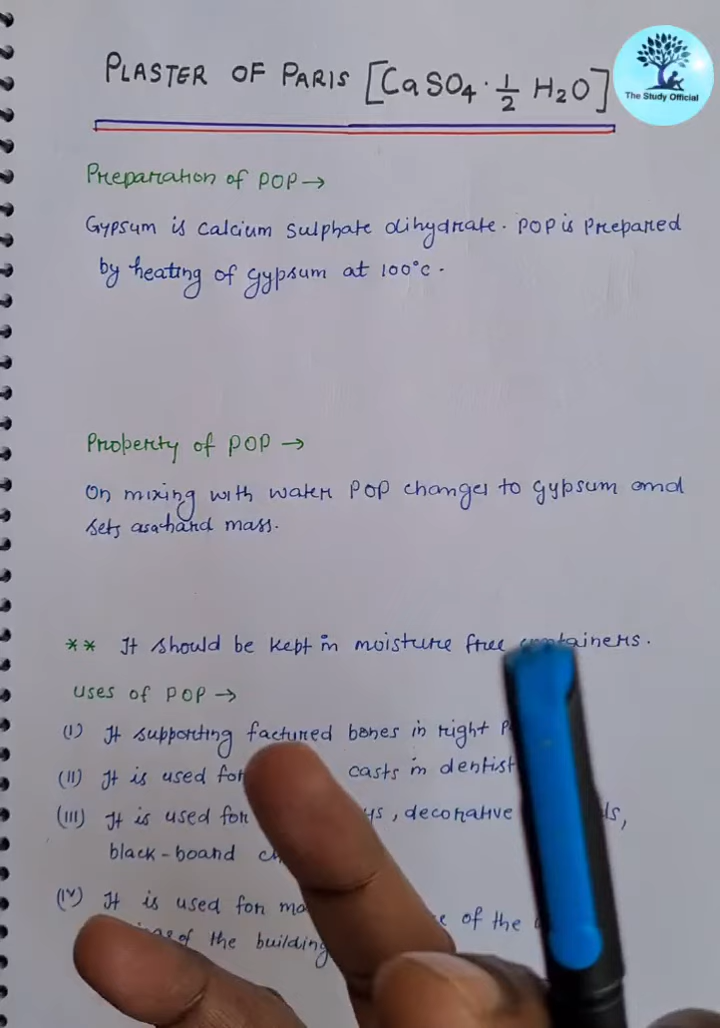 PLASTER OF PARIS [CaSO4 · 1/2 H2O]
The Study Official
Preparation of POP →
Gypsum is calcium sulphate dihydrate. POP is prepared
by heating of gypsum at 100°c.
Property of POP →
On mixing with water POP changes to gypsum and
sets as a hard mass.
** It should be kept in moisture free containers.
Uses of POP →
(I) It supporting factured bones in right
(II) It is used for casts in
(III) It is used for , decorative
black-board
(IV) It is used for of the
of the building